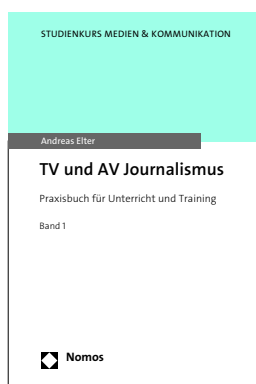 STUDIENKURS MEDIEN & KOMMUNIKATION
Andreas Elter
TV und AV Journalismus
Praxisbuch für Unterricht und Training
Band 1
Nomos